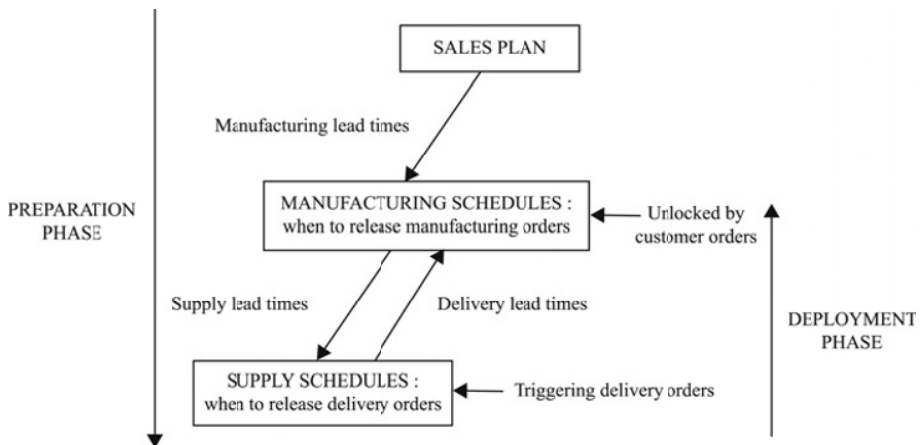 SALES PLAN
Manufacturing lead times
PREPARATION
PHASE
MANUFACTURING SCHEDULES :
when to release manufacturing orders
Unlocked by
customer orders
Supply lead times
Delivery lead times
DEPLOYMENT
PHASE
SUPPLY SCHEDULES :
when to release delivery orders
Triggering delivery orders